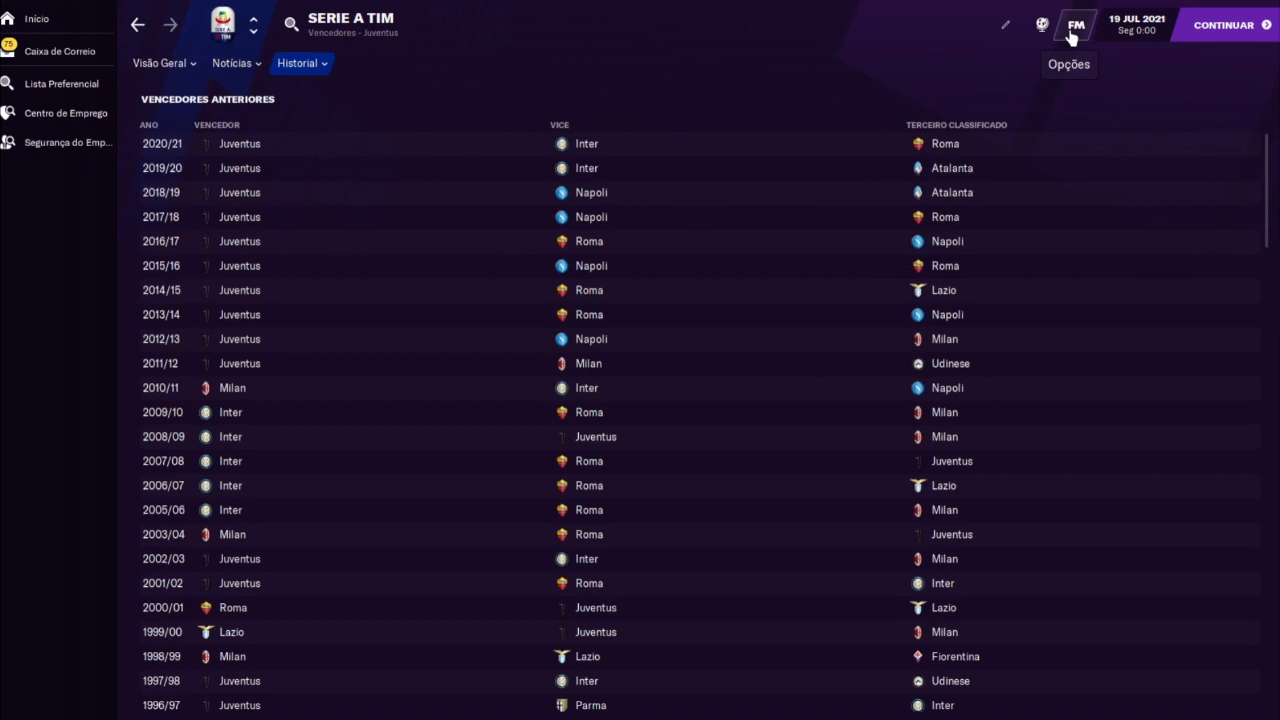 Início
75
Caixa de Correio
Lista Preferencial
Centro de Emprego
Segurança do Emp...
SERIE A TIM
Vencedores - Juventus
FM
19 JUL 2021
Seg 0:00
CONTINUAR
Opções
Visão Geral
Notícias
Historial
VENCEDORES ANTERIORES
ANO VENCEDOR VICE TERCEIRO CLASSIFICADO
2020/21 Juventus Inter Roma
2019/20 Juventus Inter Atalanta
2018/19 Juventus Napoli Atalanta
2017/18 Juventus Napoli Roma
2016/17 Juventus Roma Napoli
2015/16 Juventus Napoli Roma
2014/15 Juventus Roma Lazio
2013/14 Juventus Roma Napoli
2012/13 Juventus Napoli Milan
2011/12 Juventus Milan Udinese
2010/11 Milan Inter Napoli
2009/10 Inter Roma Milan
2008/09 Inter Juventus Milan
2007/08 Inter Roma Juventus
2006/07 Inter Roma Lazio
2005/06 Inter Roma Milan
2003/04 Milan Roma Juventus
2002/03 Juventus Inter Milan
2001/02 Juventus Roma Inter
2000/01 Roma Juventus Lazio
1999/00 Lazio Juventus Milan
1998/99 Milan Lazio Fiorentina
1997/98 Juventus Inter Udinese
1996/97 Juventus Parma Inter